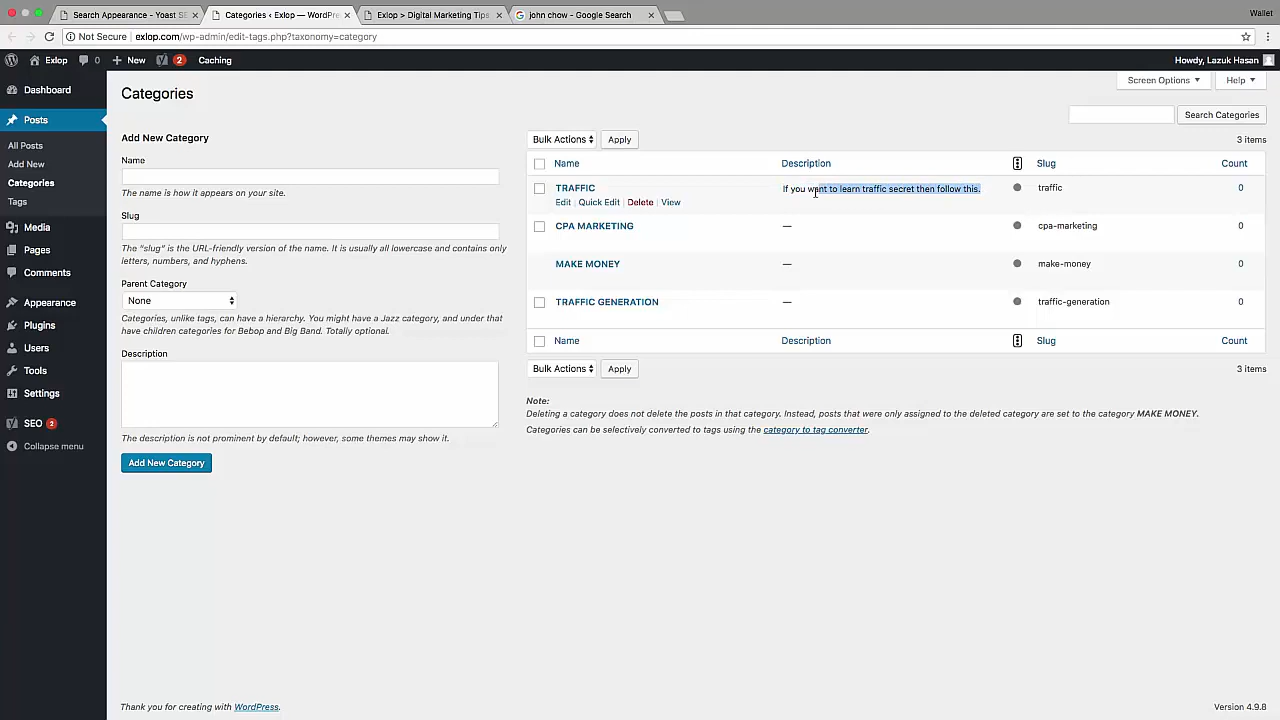 Search Appearance - Yoast SE
Categories ‹ Exlop — WordPre
Exlop > Digital Marketing Tips
john chow - Google Search
Wallet
Not Secure
exlop.com/wp-admin/edit-tags.php?taxonomy=category
Exlop
0
New
2
Caching
Howdy, Lazuk Hasan
Dashboard
Posts
All Posts
Add New
Categories
Tags
Media
Pages
Comments
Appearance
Plugins
Users
Tools
Settings
SEO 2
Collapse menu
Screen Options
Help
Categories
Search Categories
Add New Category
Name
The name is how it appears on your site.
Slug
The “slug” is the URL-friendly version of the name. It is usually all lowercase and contains only
letters, numbers, and hyphens.
Parent Category
None
Categories, unlike tags, can have a hierarchy. You might have a Jazz category, and under that
have children categories for Bebop and Big Band. Totally optional.
Description
The description is not prominent by default; however, some themes may show it.
Add New Category
Bulk Actions
Apply
3 items
Name
Description
Slug
Count
TRAFFIC
If you want to learn traffic secret then follow this.
traffic
0
Edit | Quick Edit | Delete | View
CPA MARKETING
—
cpa-marketing
0
MAKE MONEY
—
make-money
0
TRAFFIC GENERATION
—
traffic-generation
0
Name
Description
Slug
Count
Bulk Actions
Apply
3 items
Note:
Deleting a category does not delete the posts in that category. Instead, posts that were only assigned to the deleted category are set to the category MAKE MONEY.
Categories can be selectively converted to tags using the category to tag converter.
Thank you for creating with WordPress.
Version 4.9.8